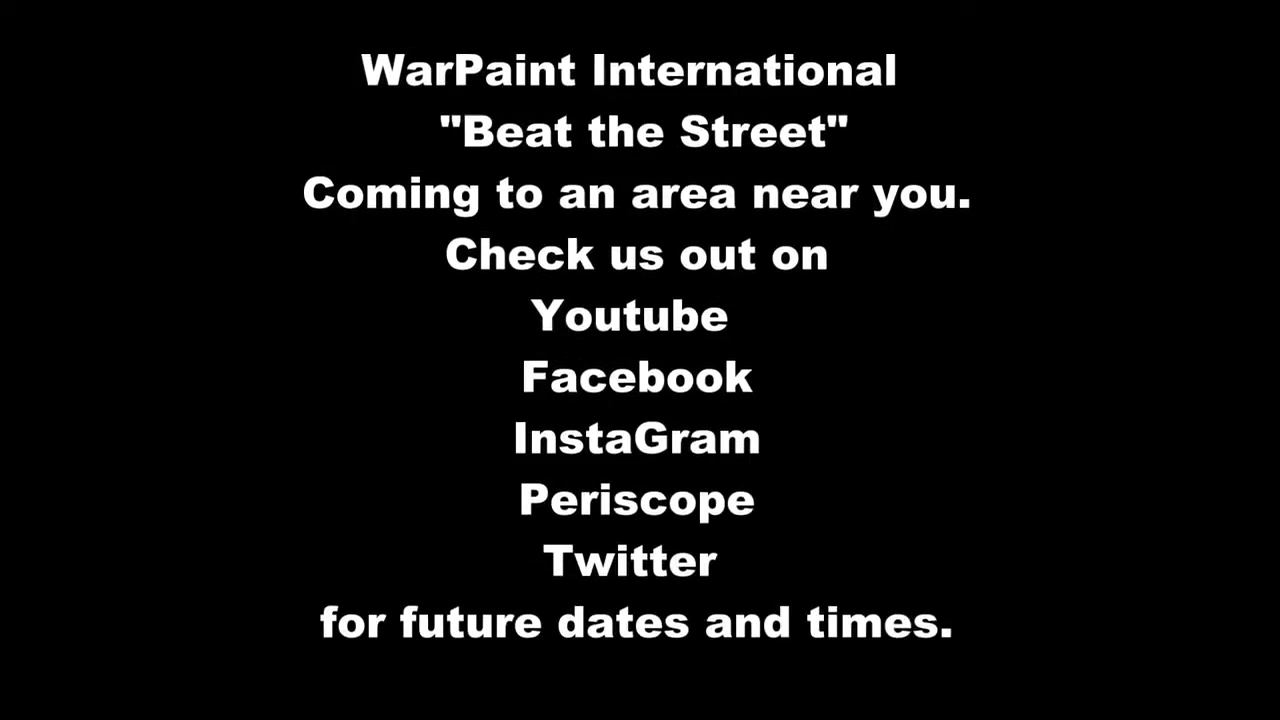 WarPaint International
"Beat the Street"
Coming to an area near you.
Check us out on
Youtube
Facebook
InstaGram
Periscope
Twitter
for future dates and times.